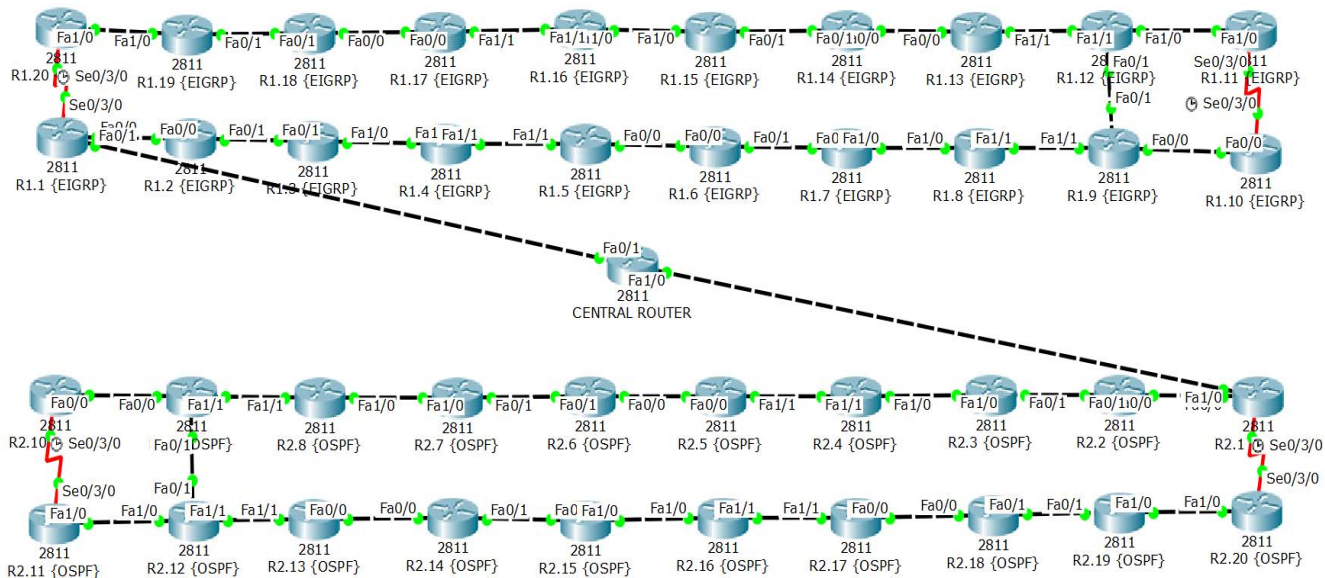 Fa1/0 Fa1/0 Fa0/1 Fa0/1 Fa0/0 Fa0/0 Fa1/1 Fa1/0 Fa0/1 Fa0/0 Fa1/1 Fa1/1 Fa1/0 Fa1/0
2811 2811 2811 2811 2811 2811 2811 2811 Fa0/1 Se0/3/0
R1.20 Se0/3/0 R1.19 {EIGRP} R1.18 {EIGRP} R1.17 {EIGRP} R1.16 {EIGRP} R1.15 {EIGRP} R1.14 {EIGRP} R1.13 {EIGRP} R1.12 R1.11
Se0/3/0 Fa0/1 Se0/3/0
Fa0/1 Fa0/0 Fa0/1 Fa0/1 Fa1/0 Fa1/1 Fa1/1 Fa0/0 Fa0/0 Fa0/1 Fa1/0 Fa1/0 Fa1/1 Fa1/1 Fa0/0 Fa0/0
2811 2811 2811 2811 2811 2811 2811 2811 2811 2811
R1.1 {EIGRP} R1.2 {EIGRP} R1.3 {EIGRP} R1.4 {EIGRP} R1.5 {EIGRP} R1.6 {EIGRP} R1.7 {EIGRP} R1.8 {EIGRP} R1.9 {EIGRP} R1.10 {EIGRP}
Fa0/1
Fa1/0
2811
CENTRAL ROUTER
Fa0/0 Fa0/0 Fa1/1 Fa1/1 Fa1/0 Fa1/0 Fa0/1 Fa0/1 Fa0/0 Fa0/0 Fa1/1 Fa1/1 Fa1/0 Fa1/0 Fa0/1 Fa1/0
2811 2811 2811 2811 2811 2811 2811 2811
R2.10 Se0/3/0 Fa0/1 R2.8 {OSPF} R2.7 {OSPF} R2.6 {OSPF} R2.5 {OSPF} R2.4 {OSPF} R2.3 {OSPF} R2.2 {OSPF} R2.1 Se0/3/0
Se0/3/0 Fa0/1 Se0/3/0
Fa1/0 Fa1/0 Fa1/1 Fa1/1 Fa0/0 Fa0/0 Fa0/1 Fa1/0 Fa1/0 Fa1/1 Fa1/1 Fa0/0 Fa0/0 Fa0/1 Fa0/1 Fa1/0 Fa1/0
2811 2811 2811 2811 2811 2811 2811 2811 2811 2811
R2.11 {OSPF} R2.12 {OSPF} R2.13 {OSPF} R2.14 {OSPF} R2.15 {OSPF} R2.16 {OSPF} R2.17 {OSPF} R2.18 {OSPF} R2.19 {OSPF} R2.20 {OSPF}